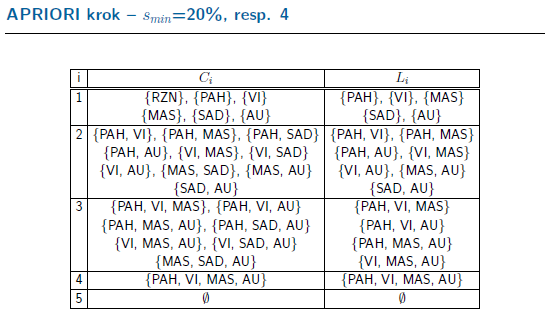 APRIORI krok – s_min=20%, resp. 4
i C_i L_i
1 {RZN}, {PAH}, {VI} {PAH}, {VI}, {MAS}
{MAS}, {SAD}, {AU} {SAD}, {AU}
2 {PAH, VI}, {PAH, MAS}, {PAH, SAD} {PAH, VI}, {PAH, MAS}
{PAH, AU}, {VI, MAS}, {VI, SAD} {PAH, AU}, {VI, MAS}
{VI, AU}, {MAS, SAD}, {MAS, AU} {VI, AU}, {MAS, AU}
{SAD, AU} {SAD, AU}
3 {PAH, VI, MAS}, {PAH, VI, AU} {PAH, VI, MAS}
{PAH, MAS, AU}, {PAH, SAD, AU} {PAH, VI, AU}
{VI, MAS, AU}, {VI, SAD, AU} {PAH, MAS, AU}
{MAS, SAD, AU} {VI, MAS, AU}
4 {PAH, VI, MAS, AU} {PAH, VI, MAS, AU}
5 ∅ ∅